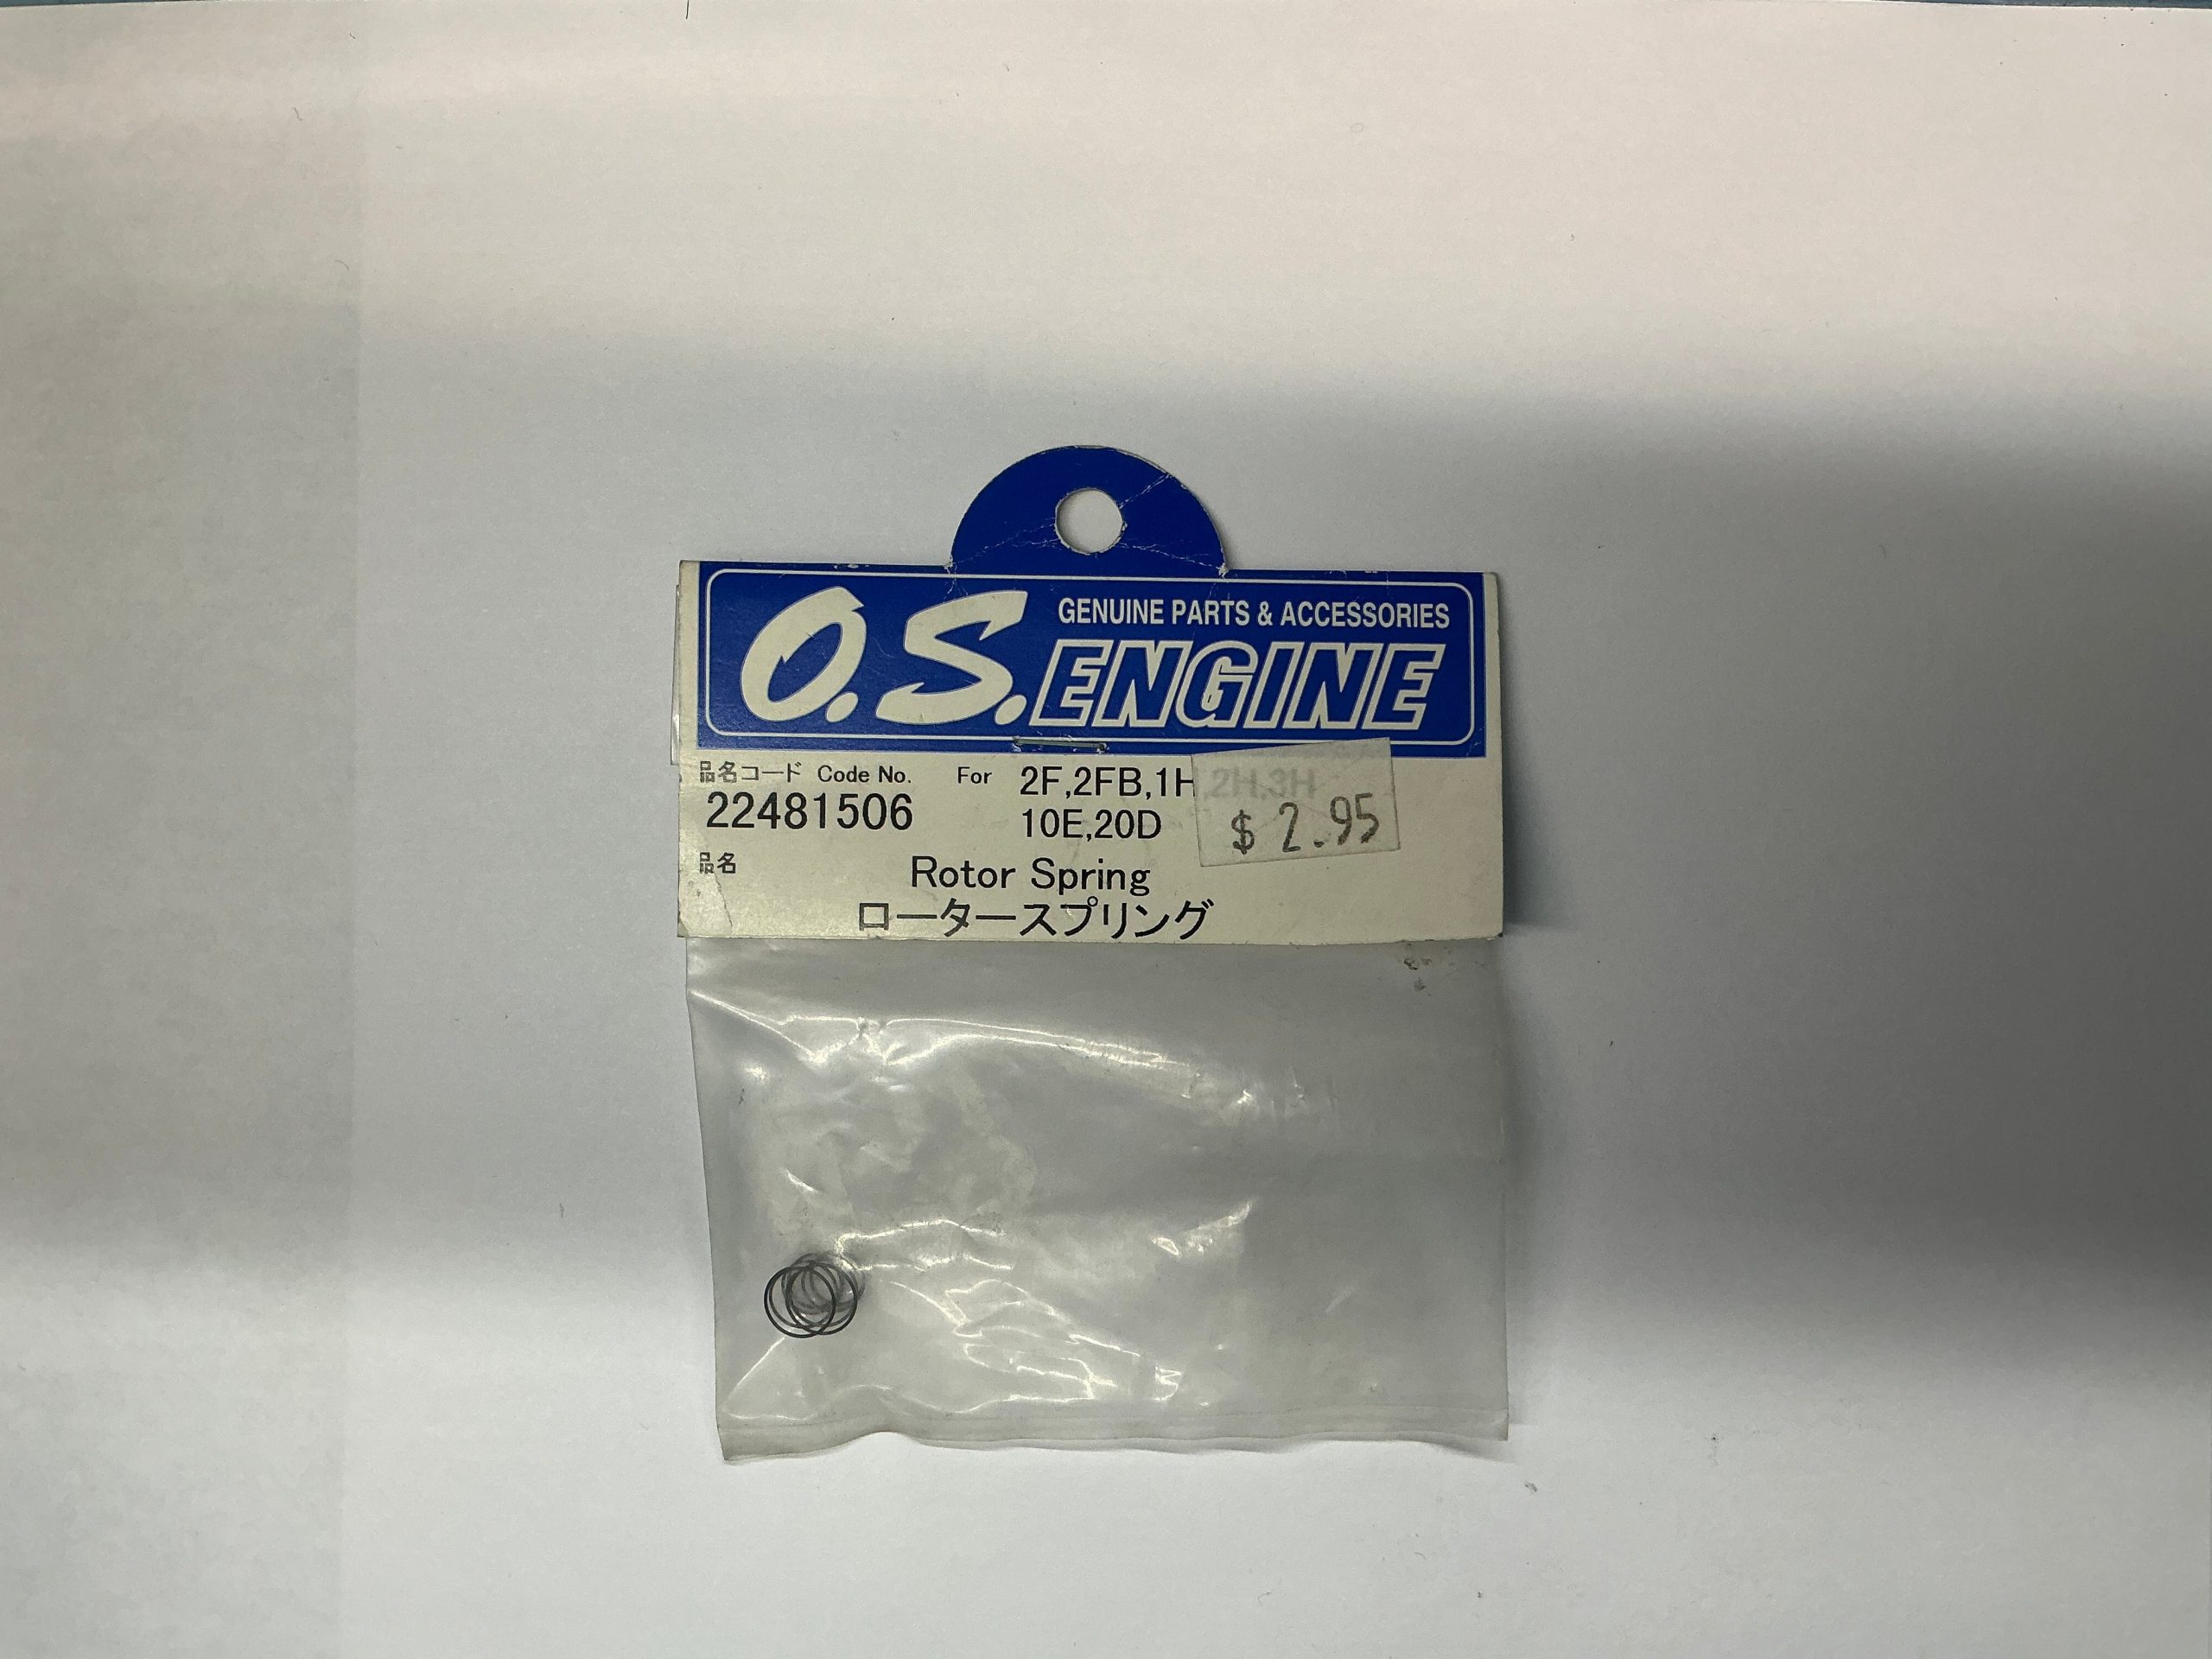 GENUINE PARTS & ACCESSORIES
O.S.ENGINE
品名コード Code No. For 2F,2FB,1H,2H,3H
22481506 10E,20D
$ 2.95
品名
Rotor Spring
ロータースプリング